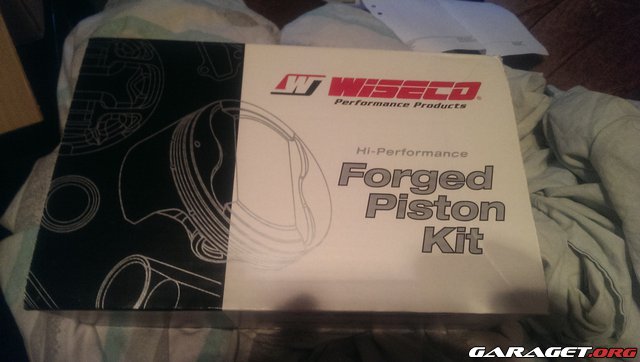 W WISECO®
Performance Products
Hi-Performance
Forged
Piston
Kit
GARAGET.ORG